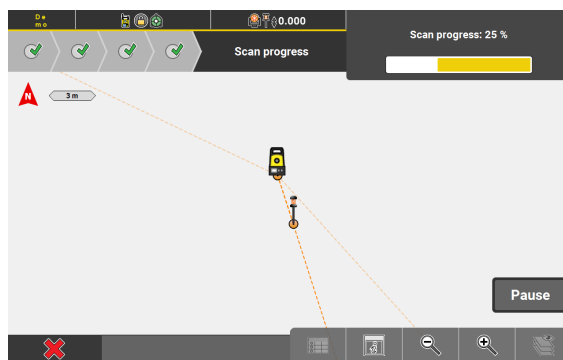 De
mo
0.000
Scan progress: 25 %
Scan progress
N
3 m
Pause